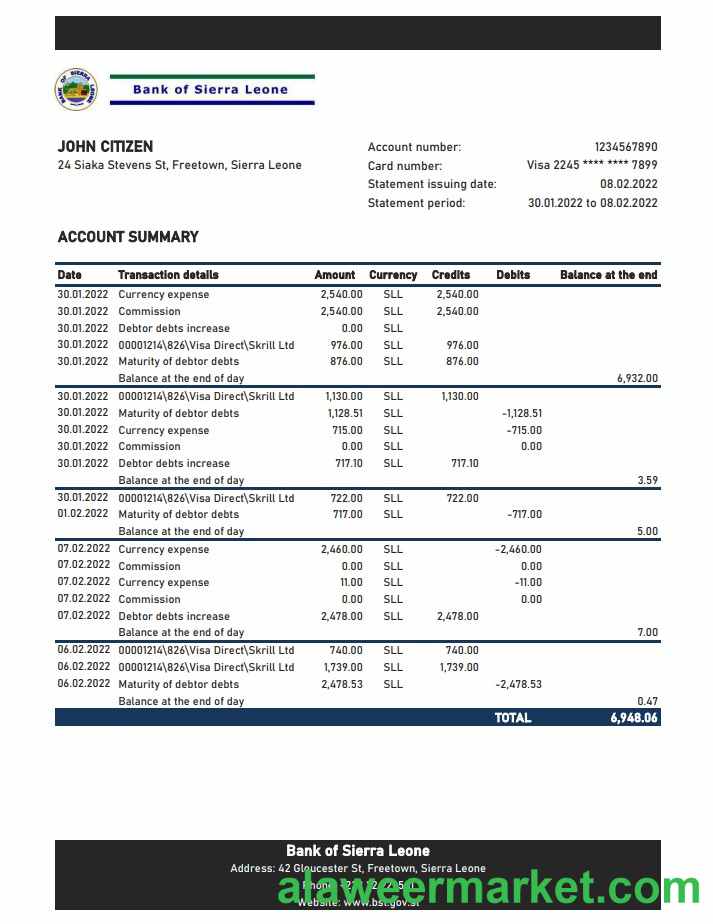 BANK OF SIERRA LEONE
Bank of Sierra Leone
JOHN CITIZEN
24 Siaka Stevens St, Freetown, Sierra Leone
Account number: 1234567890
Card number: Visa 2245 **** **** 7899
Statement issuing date: 08.02.2022
Statement period: 30.01.2022 to 08.02.2022
ACCOUNT SUMMARY
Date Transaction details Amount Currency Credits Debits Balance at the end
30.01.2022 Currency expense 2,540.00 SLL 2,540.00
30.01.2022 Commission 2,540.00 SLL 2,540.00
30.01.2022 Debtor debts increase 0.00 SLL
30.01.2022 00001214\826\Visa Direct\Skrill Ltd 976.00 SLL 976.00
30.01.2022 Maturity of debtor debts 876.00 SLL 876.00
Balance at the end of day 6,932.00
30.01.2022 00001214\826\Visa Direct\Skrill Ltd 1,130.00 SLL 1,130.00
30.01.2022 Maturity of debtor debts 1,128.51 SLL -1,128.51
30.01.2022 Currency expense 715.00 SLL -715.00
30.01.2022 Commission 0.00 SLL 0.00
30.01.2022 Debtor debts increase 717.10 SLL 717.10
Balance at the end of day 3.59
30.01.2022 00001214\826\Visa Direct\Skrill Ltd 722.00 SLL 722.00
01.02.2022 Maturity of debtor debts 717.00 SLL -717.00
Balance at the end of day 5.00
07.02.2022 Currency expense 2,460.00 SLL -2,460.00
07.02.2022 Commission 0.00 SLL 0.00
07.02.2022 Currency expense 11.00 SLL -11.00
07.02.2022 Commission 0.00 SLL 0.00
07.02.2022 Debtor debts increase 2,478.00 SLL 2,478.00
Balance at the end of day 7.00
06.02.2022 00001214\826\Visa Direct\Skrill Ltd 740.00 SLL 740.00
06.02.2022 00001214\826\Visa Direct\Skrill Ltd 1,739.00 SLL 1,739.00
06.02.2022 Maturity of debtor debts 2,478.53 SLL -2,478.53
Balance at the end of day 0.47
TOTAL 6,948.06
Bank of Sierra Leone
Address: 42 Gloucester St, Freetown, Sierra Leone
Phone:
Website: www.bsl.gov.sl
alaweermarket.com